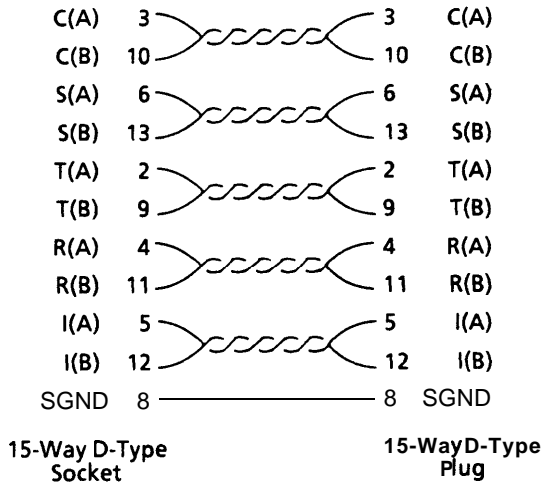 C(A) 3 3 C(A)
C(B) 10 10 C(B)
S(A) 6 6 S(A)
S(B) 13 13 S(B)
T(A) 2 2 T(A)
T(B) 9 9 T(B)
R(A) 4 4 R(A)
R(B) 11 11 R(B)
I(A) 5 5 I(A)
I(B) 12 12 I(B)
SGND 8 8 SGND
15-Way D-Type
Socket
15-WayD-Type
Plug